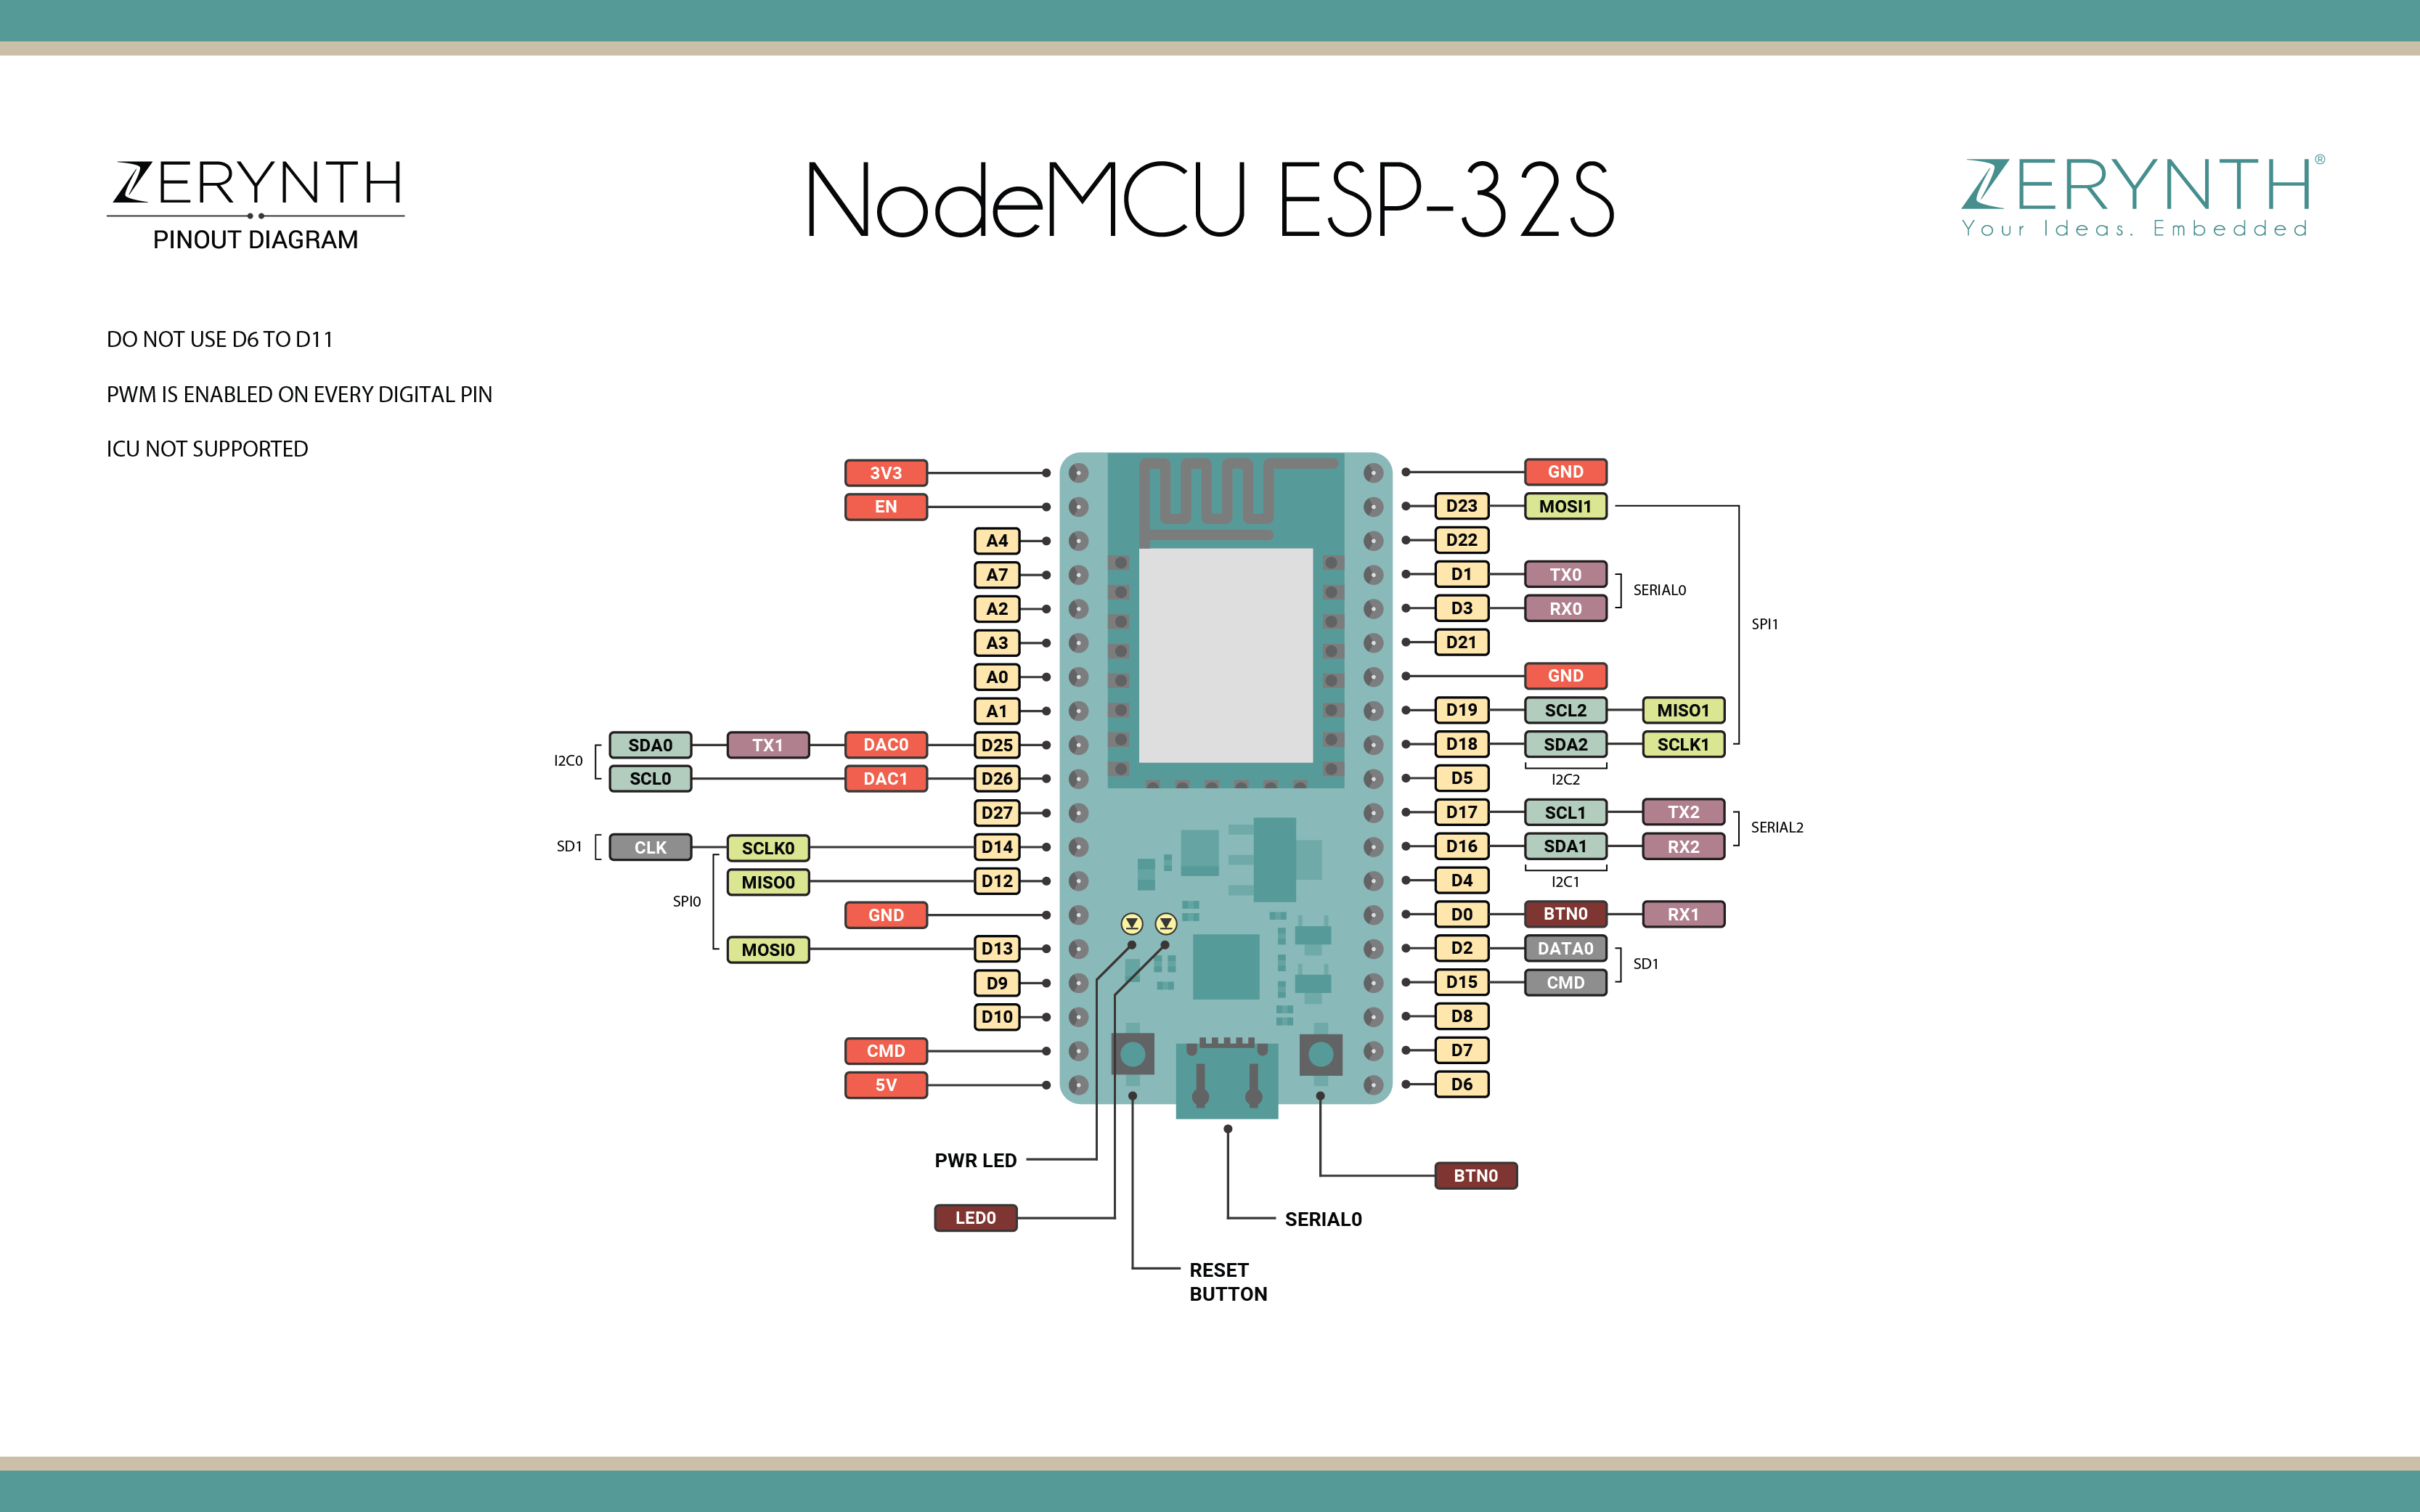 ZERYNTH
PINOUT DIAGRAM
NodeMCU ESP-32S
ZERYNTH®
Your Ideas. Embedded
DO NOT USE D6 TO D11
PWM IS ENABLED ON EVERY DIGITAL PIN
ICU NOT SUPPORTED
3V3
EN
A4
A7
A2
A3
A0
A1
I2C0
SDA0 TX1 DAC0 D25
SCL0 DAC1 D26
D27
SD1 CLK SCLK0 D14
MISO0 D12
SPI0
GND
MOSI0 D13
D9
D10
CMD
5V
GND
D23 MOSI1
D22
D1 TX0
SERIAL0
D3 RX0
SPI1
D21
GND
D19 SCL2 MISO1
D18 SDA2 SCLK1
D5 I2C2
D17 SCL1 TX2
SERIAL2
D16 SDA1 RX2
D4 I2C1
D0 BTN0 RX1
D2 DATA0
SD1
D15 CMD
D8
D7
D6
PWR LED
BTN0
LED0
SERIAL0
RESET
BUTTON